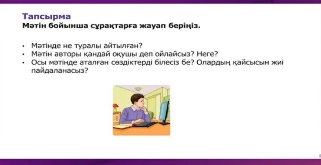 Тапсырма
Мәтін бойынша сұрақтарға жауап беріңіз.
• Мәтінде не туралы айтылған?
• Мәтін авторы қандай оқушы деп ойлайсыз? Неге?
• Осы мәтінде аталған сөздіктерді білесіз бе? Олардың қайсысын жиі
пайдаланасыз?